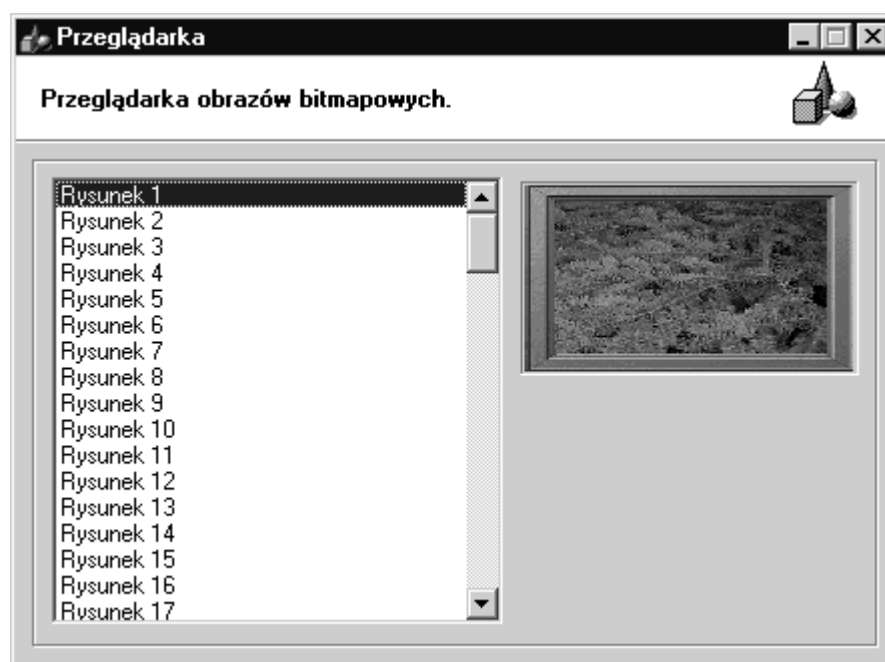 Przeglądarka
Przeglądarka obrazów bitmapowych.
Rysunek 1
Rysunek 2
Rysunek 3
Rysunek 4
Rysunek 5
Rysunek 6
Rysunek 7
Rysunek 8
Rysunek 9
Rysunek 10
Rysunek 11
Rysunek 12
Rysunek 13
Rysunek 14
Rysunek 15
Rysunek 16
Rysunek 17